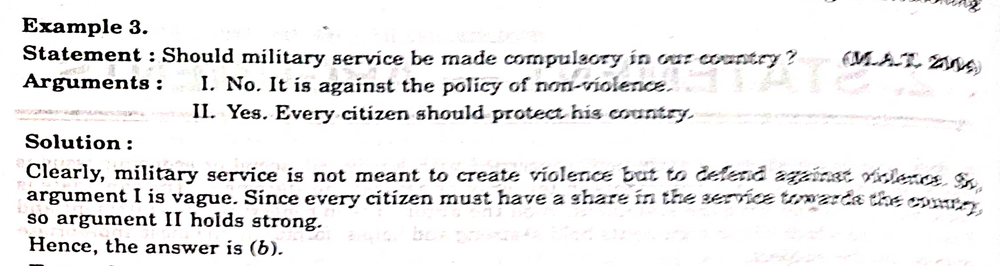 Example 3.
Statement : Should military service be made compulsory in our country ? (M.A.T.
Arguments : I. No. It is against the policy of non-violence.
II. Yes. Every citizen should protect his country.
Solution :
Clearly, military service is not meant to create violence but to defend against violence. So,
argument I is vague. Since every citizen must have a share in the service towards the country,
so argument II holds strong.
Hence, the answer is (b).